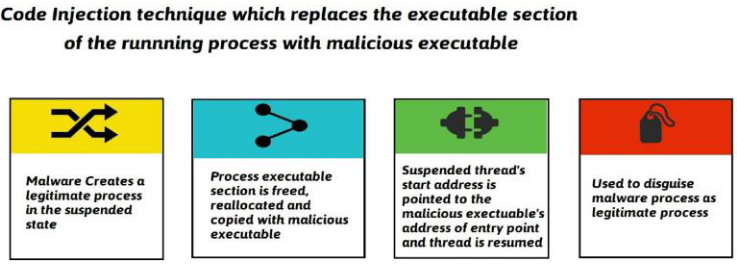 Code Injection technique which replaces the executable section
of the runnning process with malicious executable
Malware Creates a
legitimate process
in the suspended
state
Process executable
section is freed,
reallocated and
copied with malicious
executable
Suspended thread's
start address is
pointed to the
malicious exectuable's
address of entry point
and thread is resumed
Used to disguise
malware process as
legitimate process